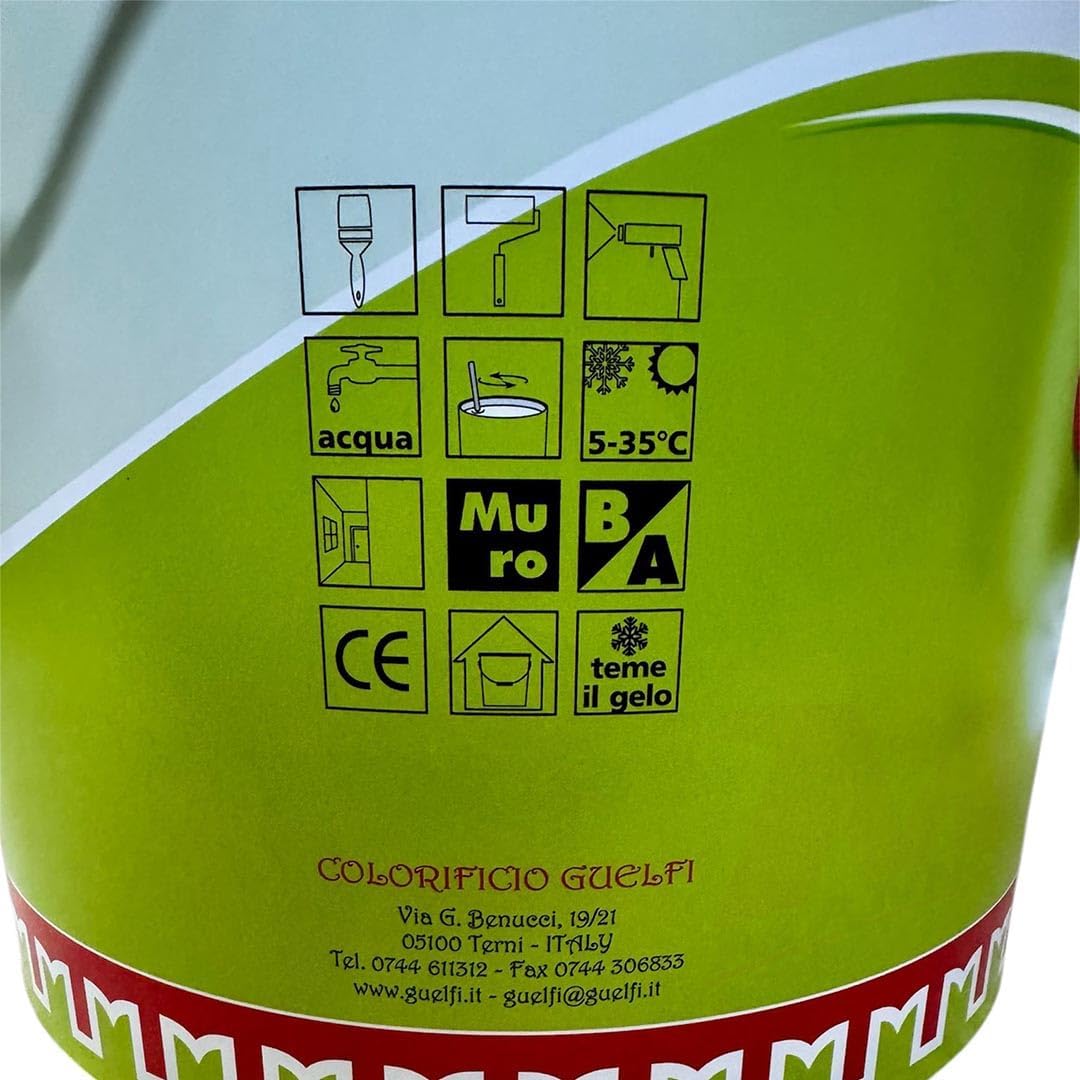 acqua
5-35°C
Mu
ro
B
A
CE
teme
il gelo
COLORIFICIO GUELFI
Via G. Benucci, 19/21
05100 Terni - ITALY
Tel. 0744 611312 - Fax 0744 306833
www.guelfi.it - guelfi@guelfi.it